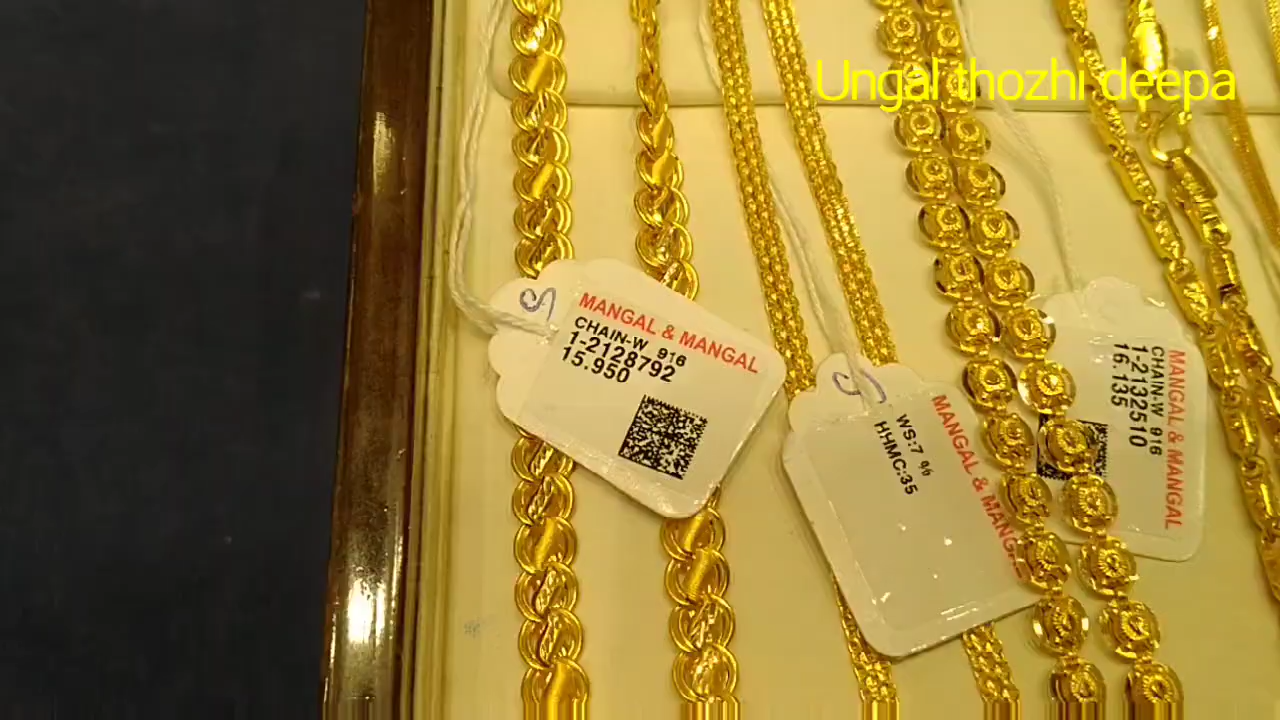 Ungal thozhi deepa
MANGAL & MANGAL
CHAIN-W 916
1-2128792
15.950
MANGAL & MANGAL
WS:7 %
HHMC:35
MANGAL & MANGAL
CHAIN-W 916
1-2132510
16.135